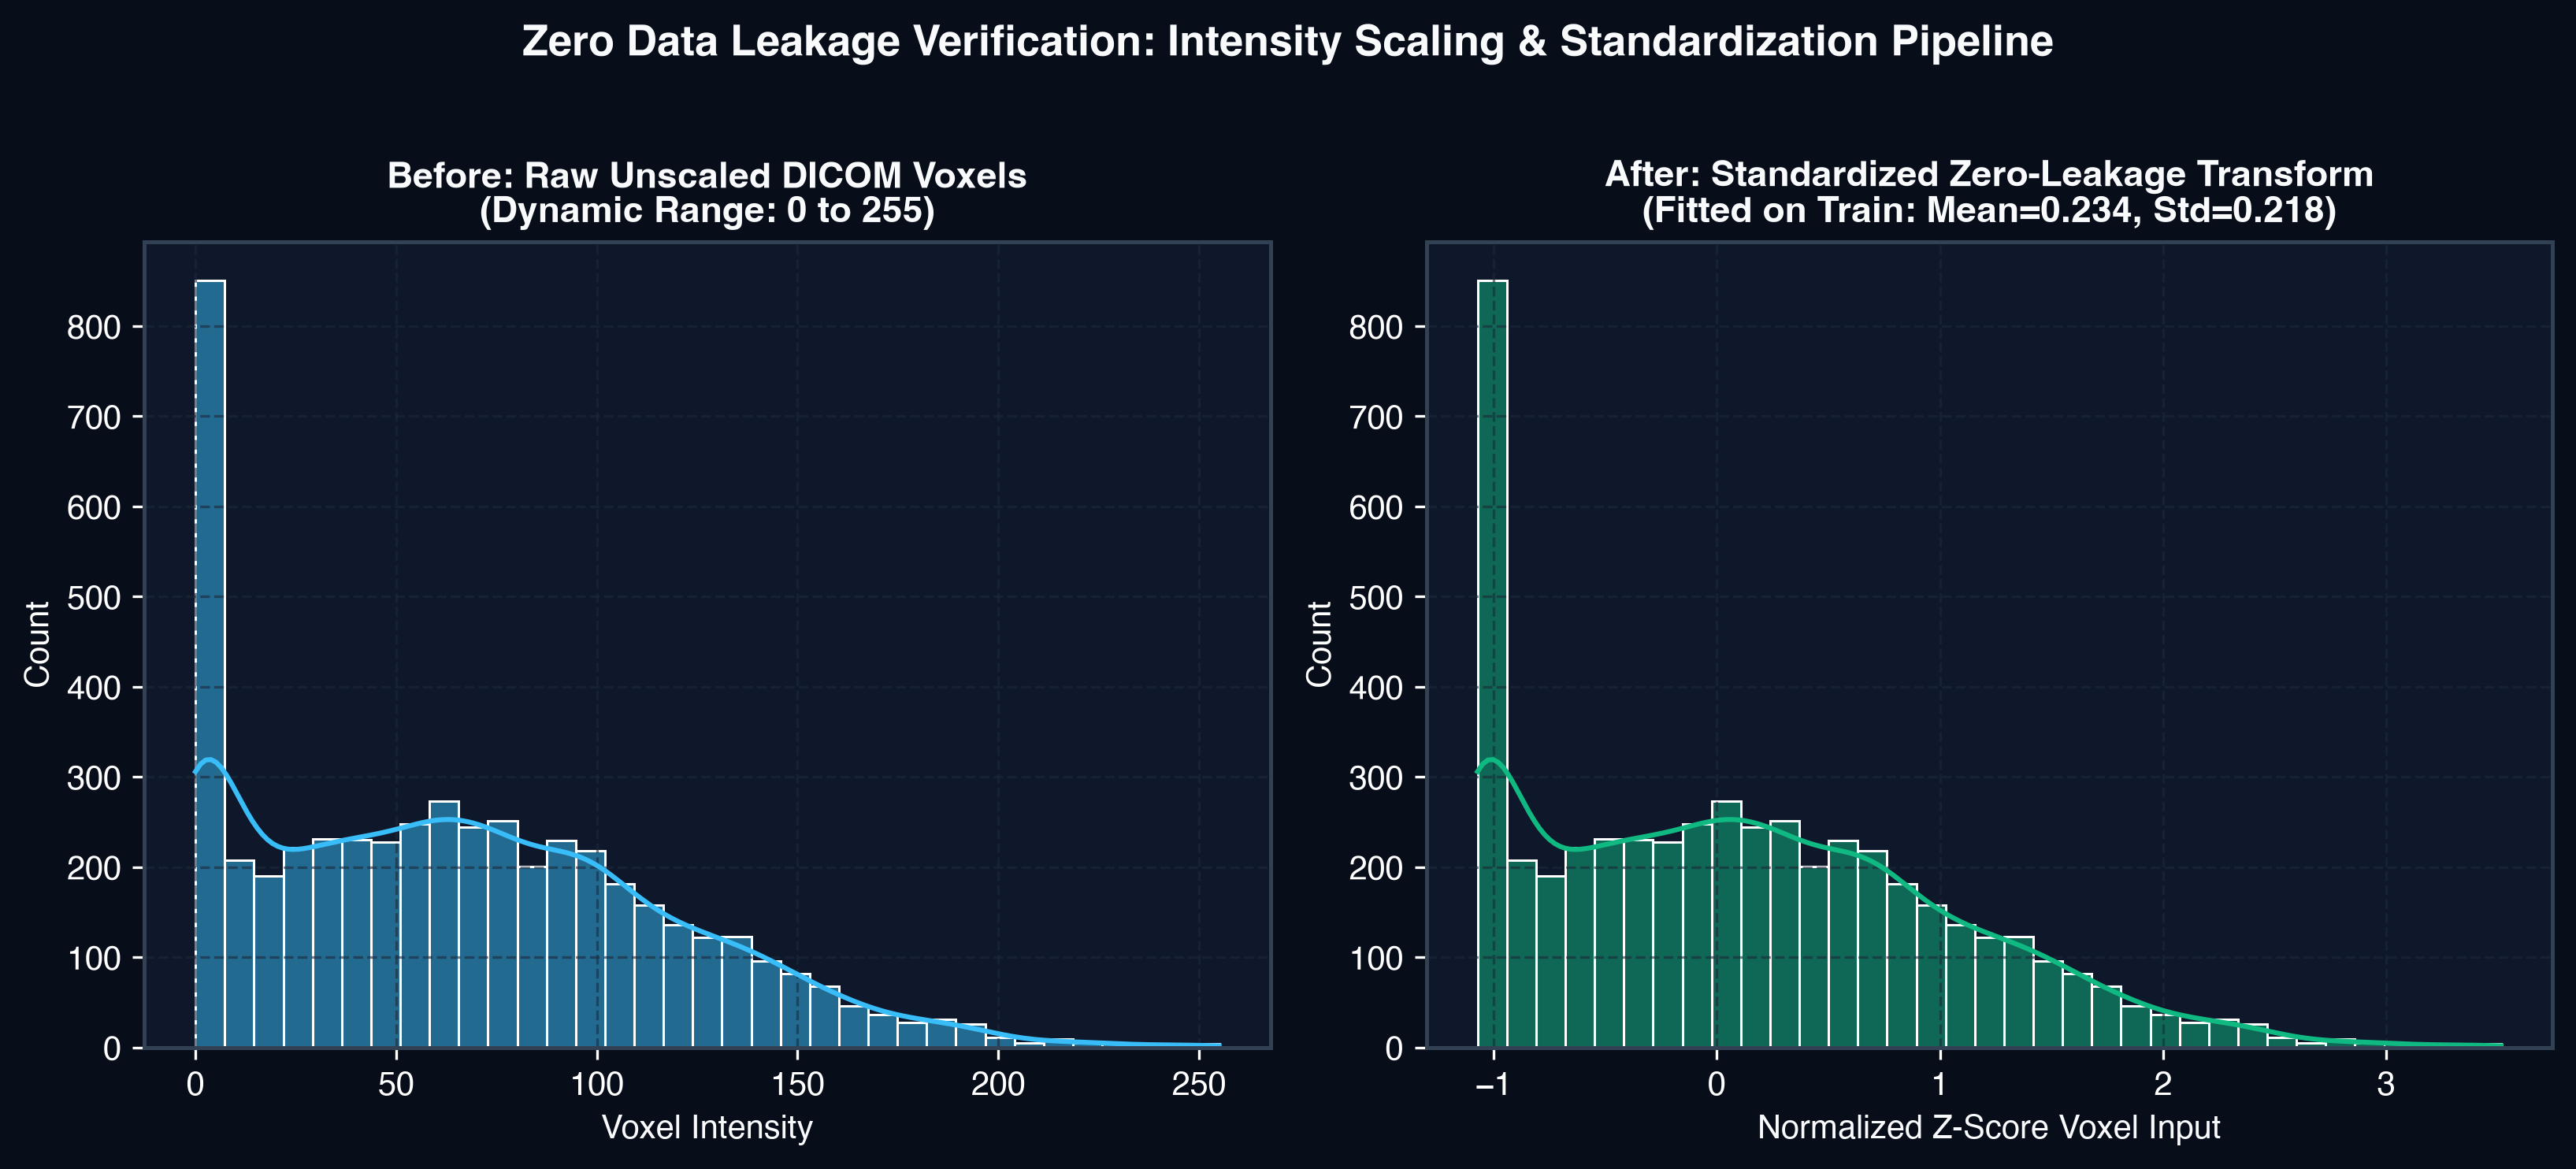 Zero Data Leakage Verification: Intensity Scaling & Standardization Pipeline
Before: Raw Unscaled DICOM Voxels
(Dynamic Range: 0 to 255)
800
700
600
500
400
300
200
100
0
Count
0 50 100 150 200 250
Voxel Intensity
After: Standardized Zero-Leakage Transform
(Fitted on Train: Mean=0.234, Std=0.218)
800
700
600
500
400
300
200
100
0
Count
−1 0 1 2 3
Normalized Z-Score Voxel Input